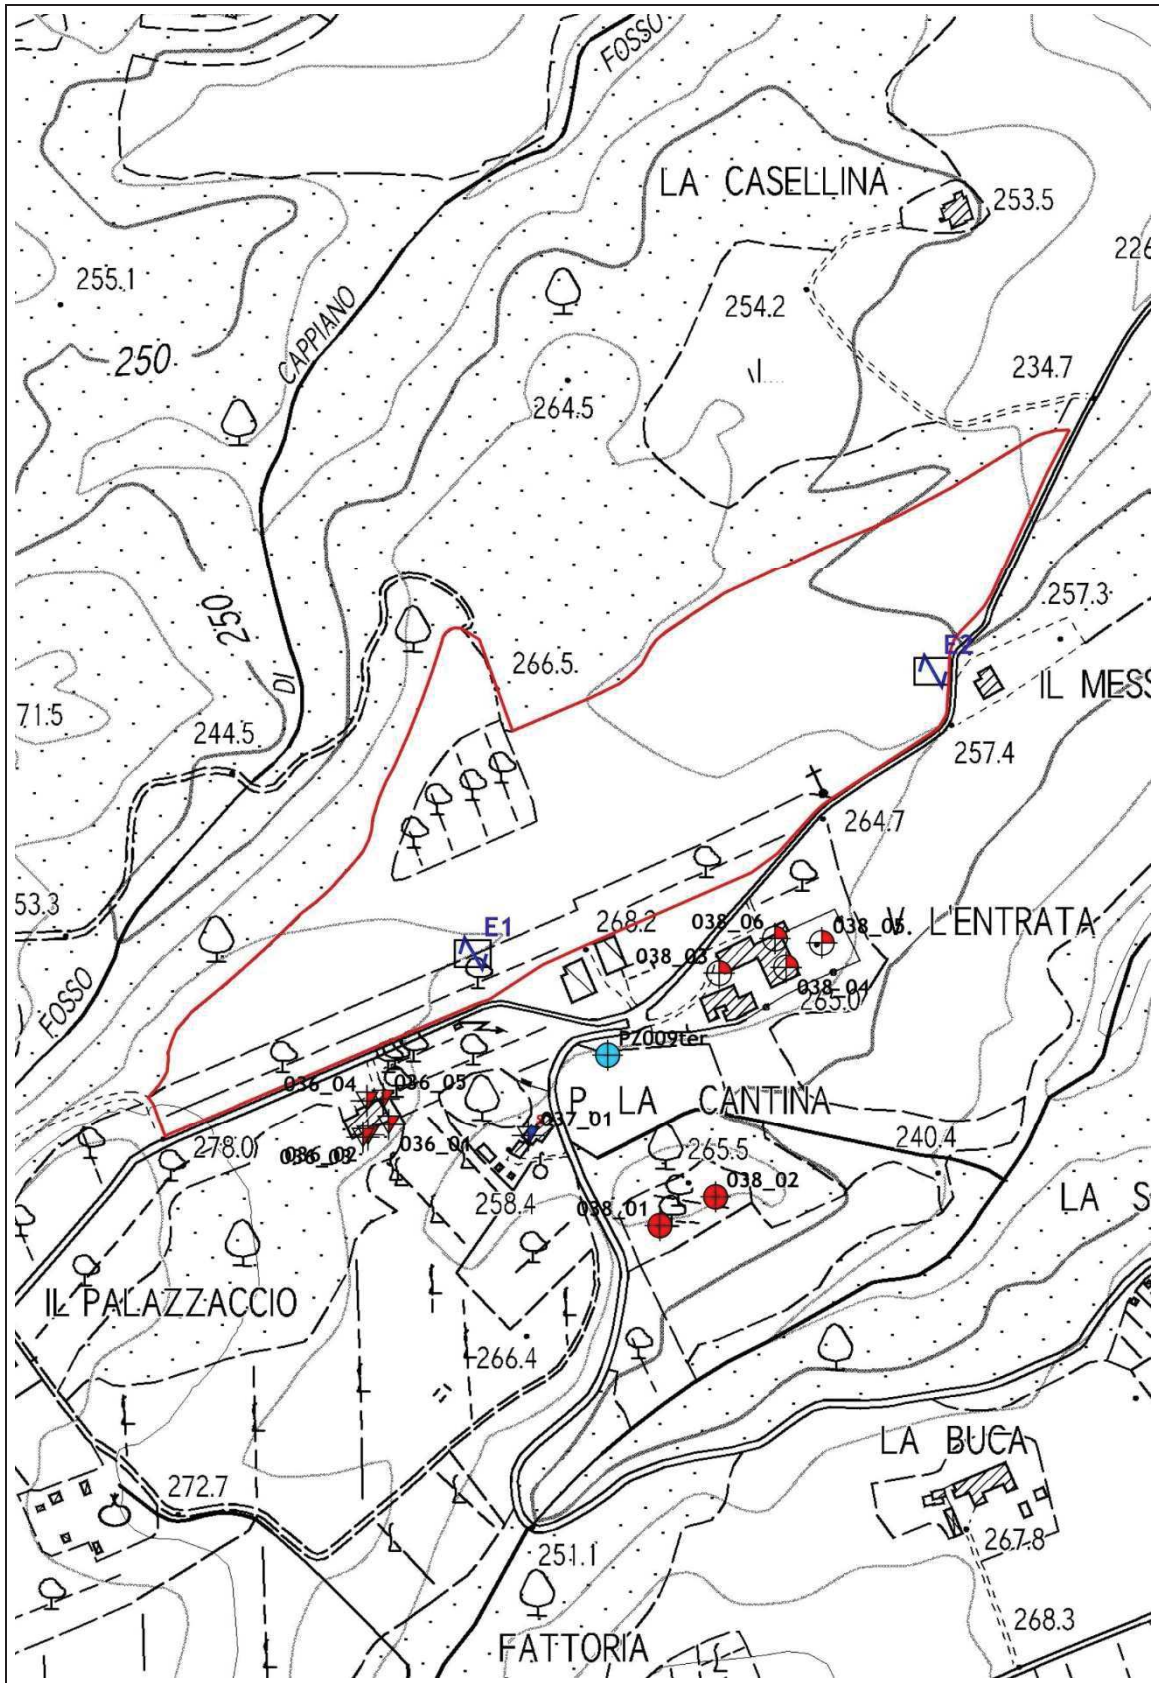 FOSSO
LA CASELLINA
253.5
226
255.1
254.2
250
CAPPIANO
234.7
264.5
250
257.3
E2
266.5
DI
IL MESS
71.5
244.5
257.4
264.7
53.3
E1
268.2
038_06
038_05
V. L'ENTRATA
038_03
038_04
265.0
FOSSO
PZ009ter
036_04
036_05
P. LA CANTINA
037_01
278.0
036_02
036_01
265.5
240.4
038_02
258.4
038_01
LA S
IL PALAZZACCIO
266.4
LA BUCA
272.7
267.8
251.1
268.3
FATTORIA